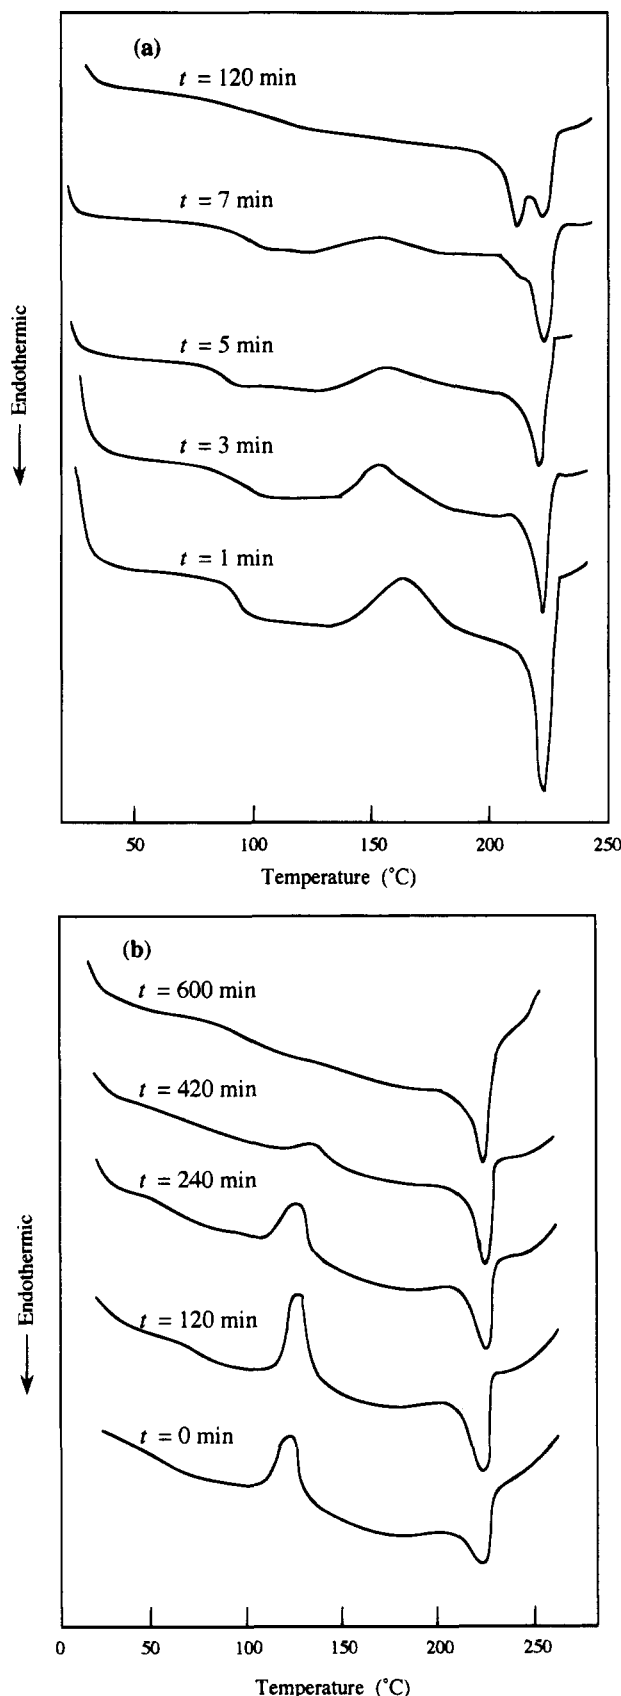 (a)
t = 120 min
t = 7 min
t = 5 min
t = 3 min
t = 1 min
Endothermic
50 100 150 200 250
Temperature (°C)
(b)
t = 600 min
t = 420 min
t = 240 min
t = 120 min
t = 0 min
Endothermic
0 50 100 150 200 250
Temperature (°C)